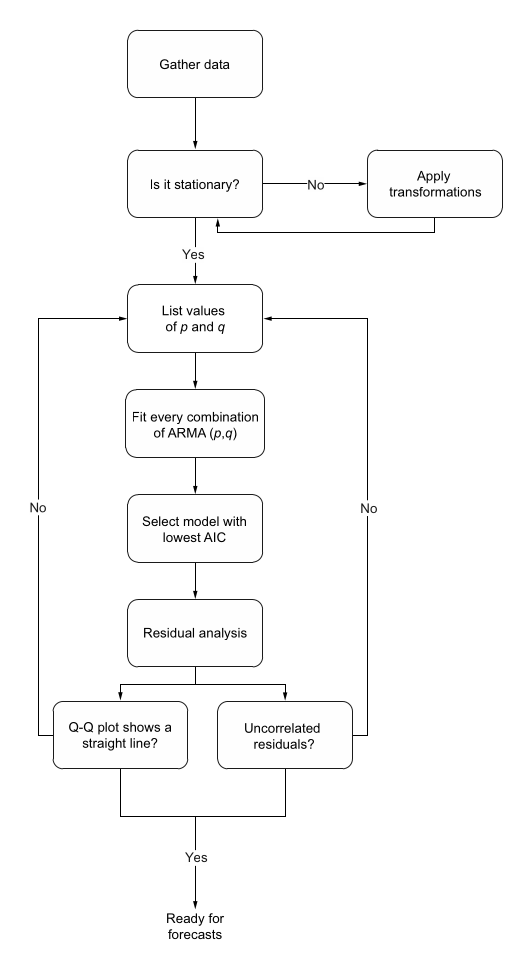 Gather data
Is it stationary?
No
Apply
transformations
Yes
List values
of p and q
Fit every combination
of ARMA (p,q)
No
No
Select model with
lowest AIC
Residual analysis
Q-Q plot shows a
straight line?
Uncorrelated
residuals?
Yes
Ready for
forecasts